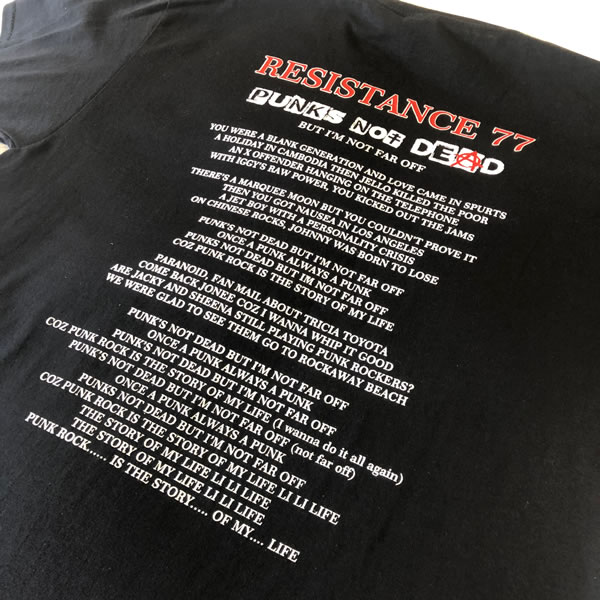 RESISTANCE 77
PUNKS NOT DEAD
BUT I'M NOT FAR OFF
YOU WERE A BLANK GENERATION AND LOVE CAME IN SPURTS
A HOLIDAY IN CAMBODIA THEN JELLO KILLED THE POOR
AN X OFFENDER HANGING ON THE TELEPHONE
WITH IGGY'S RAW POWER, YOU KICKED OUT THE JAMS
THERE'S A MARQUEE MOON BUT YOU COULDN'T PROVE IT
THEN YOU GOT NAUSEA IN LOS ANGELES
A JET BOY WITH A PERSONALITY CRISIS
ON CHINESE ROCKS, JOHNNY WAS BORN TO LOSE
PUNK'S NOT DEAD BUT I'M NOT FAR OFF
ONCE A PUNK ALWAYS A PUNK
PUNKS NOT DEAD BUT I'M NOT FAR OFF
COZ PUNK ROCK IS THE STORY OF MY LIFE
PARANOID, FAN MAIL ABOUT TRICIA TOYOTA
COME BACK JONEE COZ I WANNA WHIP IT GOOD
ARE JACKY AND SHEENA STILL PLAYING PUNK ROCKERS?
WE WERE GLAD TO SEE THEM GO TO ROCKAWAY BEACH
PUNK'S NOT DEAD BUT I'M NOT FAR OFF
ONCE A PUNK ALWAYS A PUNK
PUNK'S NOT DEAD BUT I'M NOT FAR OFF
COZ PUNK ROCK IS THE STORY OF MY LIFE (I wanna do it all again)
PUNK'S NOT DEAD BUT I'M NOT FAR OFF (not far off)
ONCE A PUNK ALWAYS A PUNK
PUNKS NOT DEAD BUT I'M NOT FAR OFF
COZ PUNK ROCK IS THE STORY OF MY LIFE LI LI LIFE
THE STORY OF MY LIFE LI LI LIFE
THE STORY OF MY LIFE LI LI LIFE
PUNK ROCK..... IS THE STORY..... OF MY.... LIFE